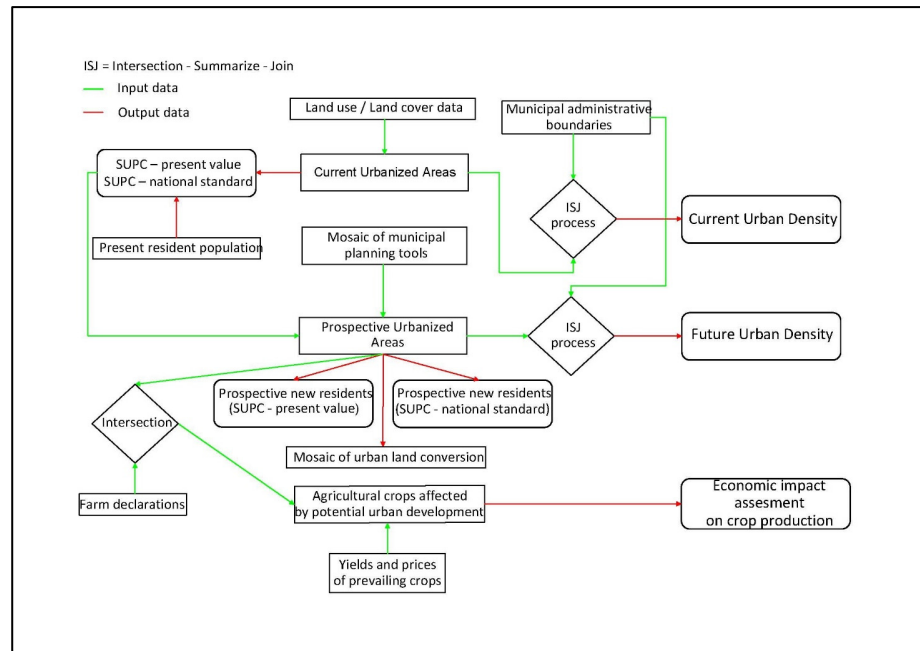 ISJ = Intersection - Summarize - Join
Input data
Output data
Land use / Land cover data
Municipal administrative
boundaries
SUPC – present value
SUPC – national standard
Current Urbanized Areas
ISJ
process
Current Urban Density
Present resident population
Mosaic of municipal
planning tools
Prospective Urbanized
Areas
ISJ
process
Future Urban Density
Prospective new residents
(SUPC - present value)
Prospective new residents
(SUPC - national standard)
Intersection
Mosaic of urban land conversion
Farm declarations
Agricultural crops affected
by potential urban development
Economic impact
assesment
on crop production
Yields and prices
of prevailing crops